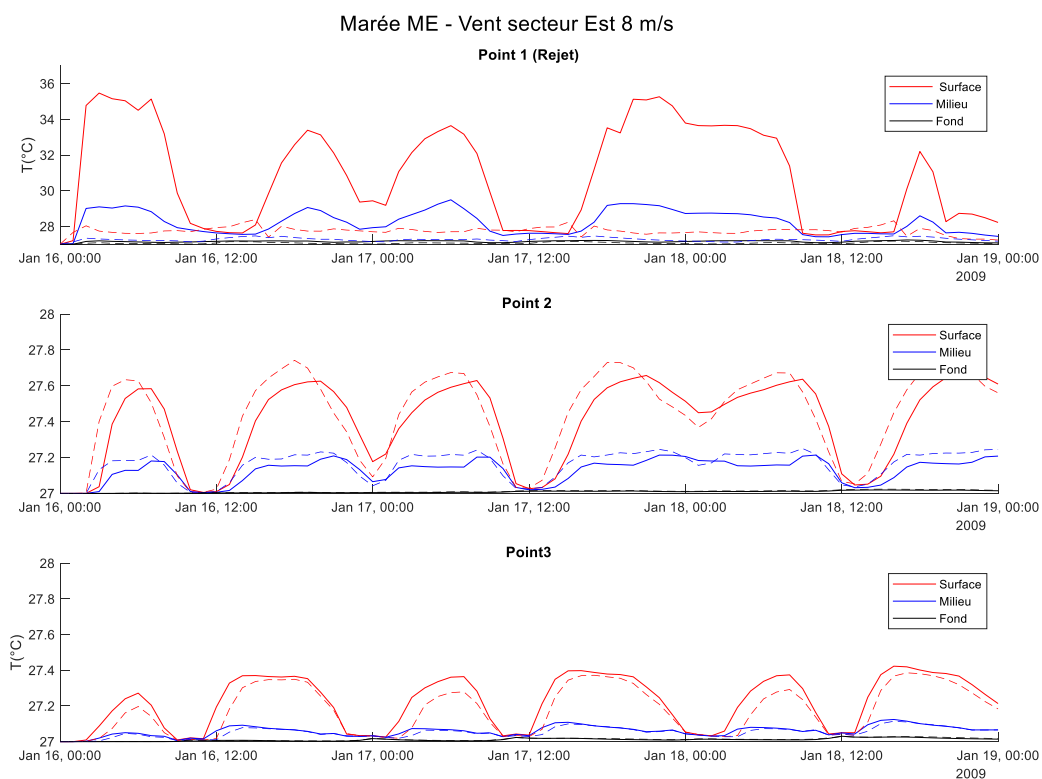 Marée ME - Vent secteur Est 8 m/s
Point 1 (Rejet)
36
34
32
30
28
T(°C)
Surface
Milieu
Fond
Jan 16, 00:00 Jan 16, 12:00 Jan 17, 00:00 Jan 17, 12:00 Jan 18, 00:00 Jan 18, 12:00 Jan 19, 00:00
2009
Point 2
28
27.8
27.6
27.4
27.2
27
Surface
Milieu
Fond
Jan 16, 00:00 Jan 16, 12:00 Jan 17, 00:00 Jan 17, 12:00 Jan 18, 00:00 Jan 18, 12:00 Jan 19, 00:00
2009
Point3
28
27.8
27.6
27.4
27.2
27
T(°C)
Surface
Milieu
Fond
Jan 16, 00:00 Jan 16, 12:00 Jan 17, 00:00 Jan 17, 12:00 Jan 18, 00:00 Jan 18, 12:00 Jan 19, 00:00
2009